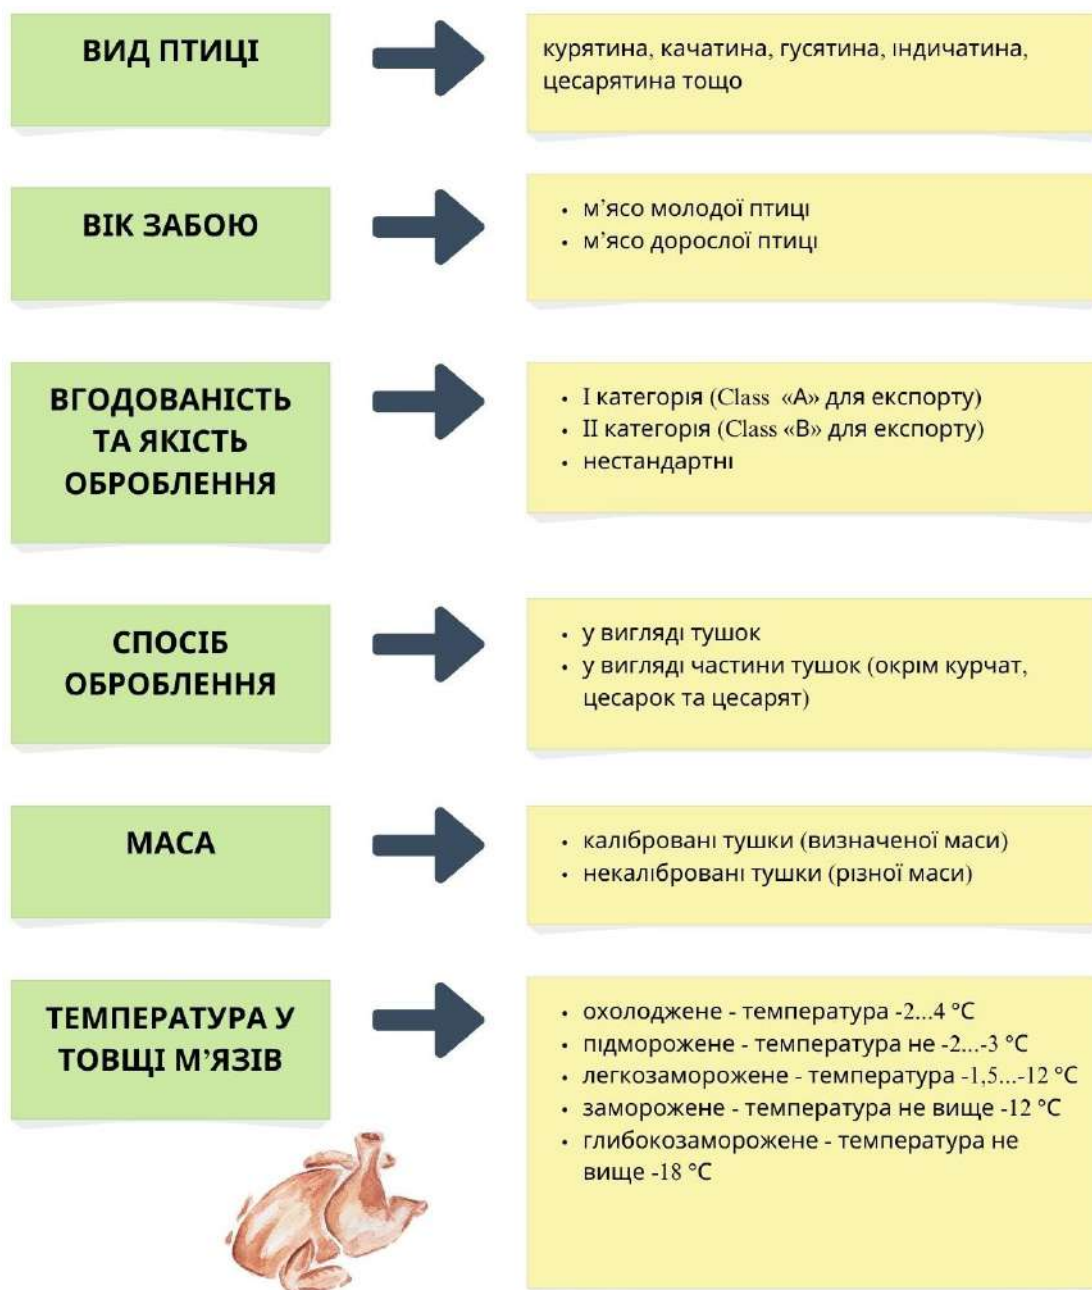 ВИД ПТИЦІ
курятина, качатина, гусятина, індичатина,
цесарятина тощо
ВІК ЗАБОЮ
• м’ясо молодої птиці
• м’ясо дорослої птиці
ВГОДОВАНІСТЬ
ТА ЯКІСТЬ
ОБРОБЛЕННЯ
• І категорія (Class «А» для експорту)
• ІІ категорія (Class «В» для експорту)
• нестандартні
СПОСІБ
ОБРОБЛЕННЯ
• у вигляді тушок
• у вигляді частини тушок (окрім курчат,
цесарок та цесарят)
МАСА
• калібровані тушки (визначеної маси)
• некалібровані тушки (різної маси)
ТЕМПЕРАТУРА У
ТОВЩІ М’ЯЗІВ
• охолоджене - температура -2...4 °С
• підморожене - температура не -2...-3 °С
• легкозаморожене - температура -1,5...-12 °С
• заморожене - температура не вище -12 °С
• глибокозаморожене - температура не
вище -18 °С